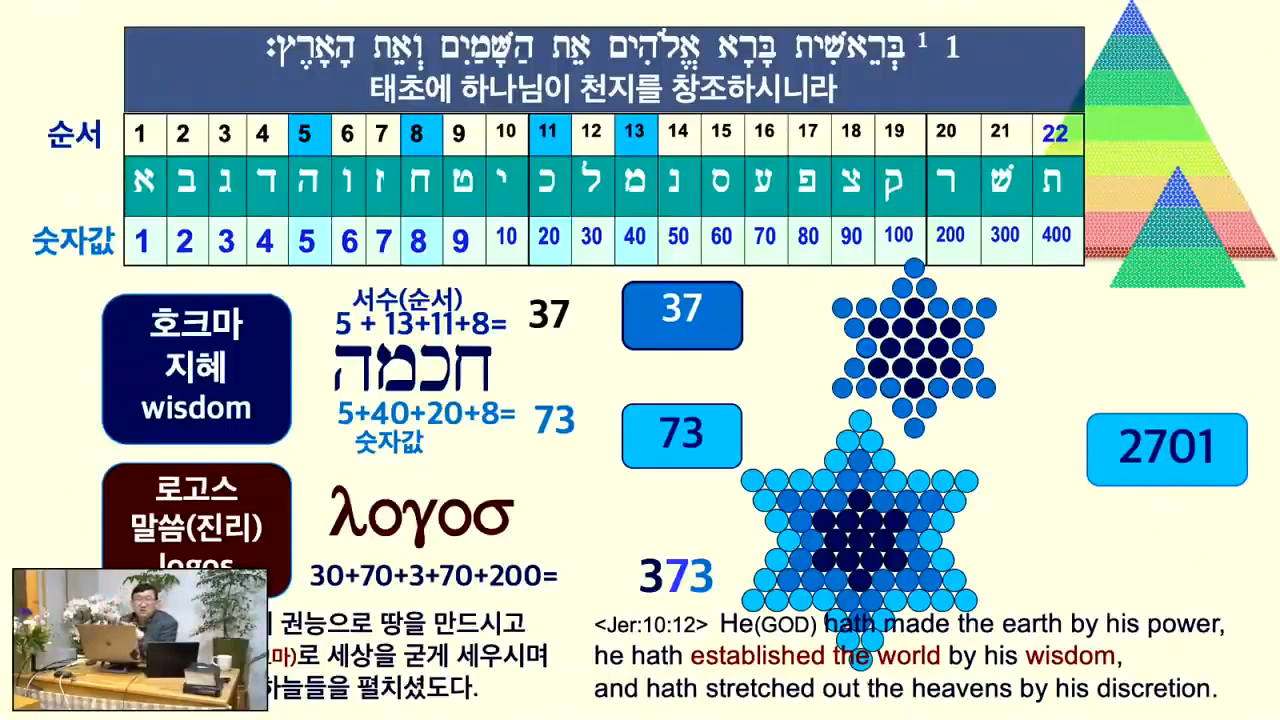 1 ¹ בְּרֵאשִׁית בָּרָא אֱלֹהִים אֵת הַשָּׁמַיִם וְאֵת הָאָרֶץ׃
태초에 하나님이 천지를 창조하시니라
순서 1 2 3 4 5 6 7 8 9 10 11 12 13 14 15 16 17 18 19 20 21 22
א ב ג ד ה ו ז ח ט י כ ל מ נ ס ע פ צ ק ר שׁ ת
숫자값 1 2 3 4 5 6 7 8 9 10 20 30 40 50 60 70 80 90 100 200 300 400
호크마
지혜
wisdom
서수(순서)
5 + 13+11+8= 37
חכמה
5+40+20+8= 73
숫자값
37
73
2701
로고스
말씀(진리)
logos
λογοσ
30+70+3+70+200= 373
권능으로 땅을 만드시고
마)로 세상을 굳게 세우시며
하늘들을 펼치셨도다.
<Jer:10:12> He(GOD) hath made the earth by his power,
he hath established the world by his wisdom,
and hath stretched out the heavens by his discretion.